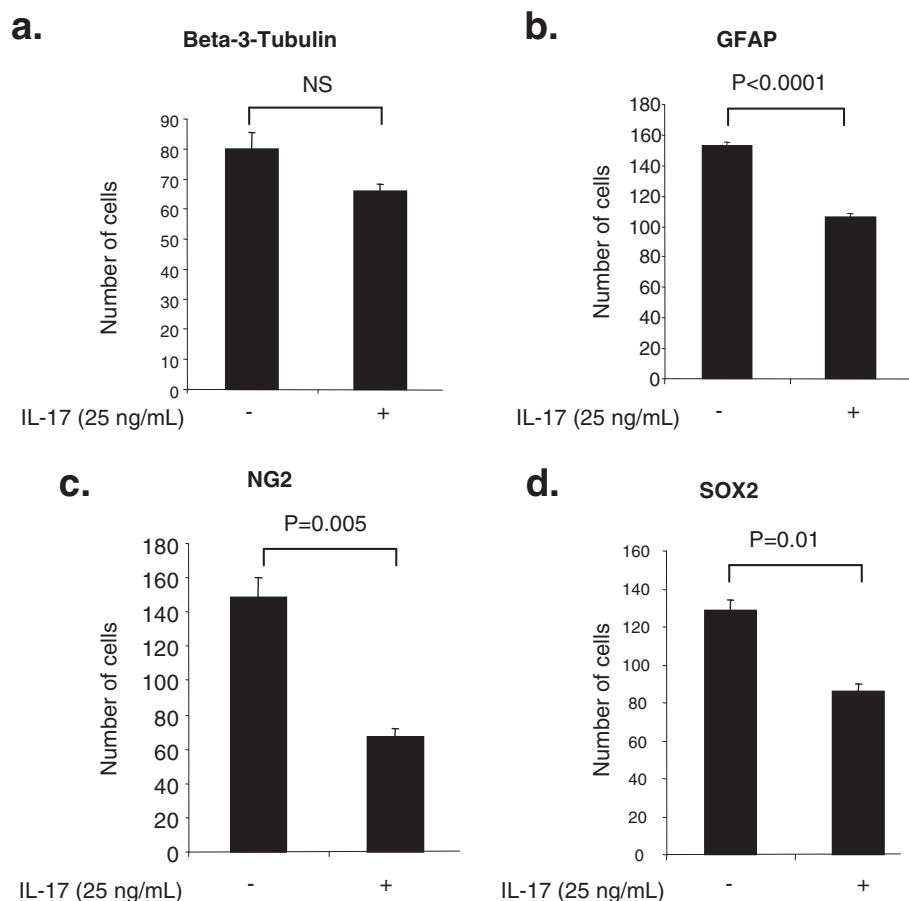 a.
Beta-3-Tubulin
NS
Number of cells
90
80
70
60
50
40
30
20
10
0
IL-17 (25 ng/mL)
- +
b.
GFAP
P<0.0001
Number of cells
180
160
140
120
100
80
60
40
20
0
IL-17 (25 ng/mL)
- +
c.
NG2
P=0.005
Number of cells
180
160
140
120
100
80
60
40
20
0
IL-17 (25 ng/mL)
- +
d.
SOX2
P=0.01
Number of cells
160
140
120
100
80
60
40
20
0
IL-17 (25 ng/mL)
- +